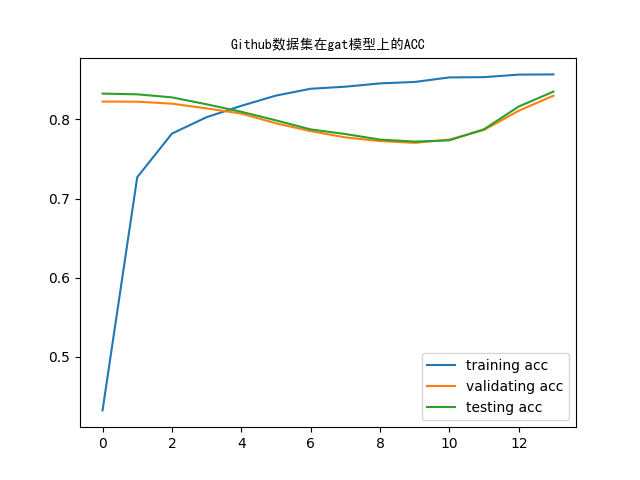 Github数据集在gat模型上的ACC
0.8
0.7
0.6
0.5
training acc
validating acc
testing acc
0 2 4 6 8 10 12